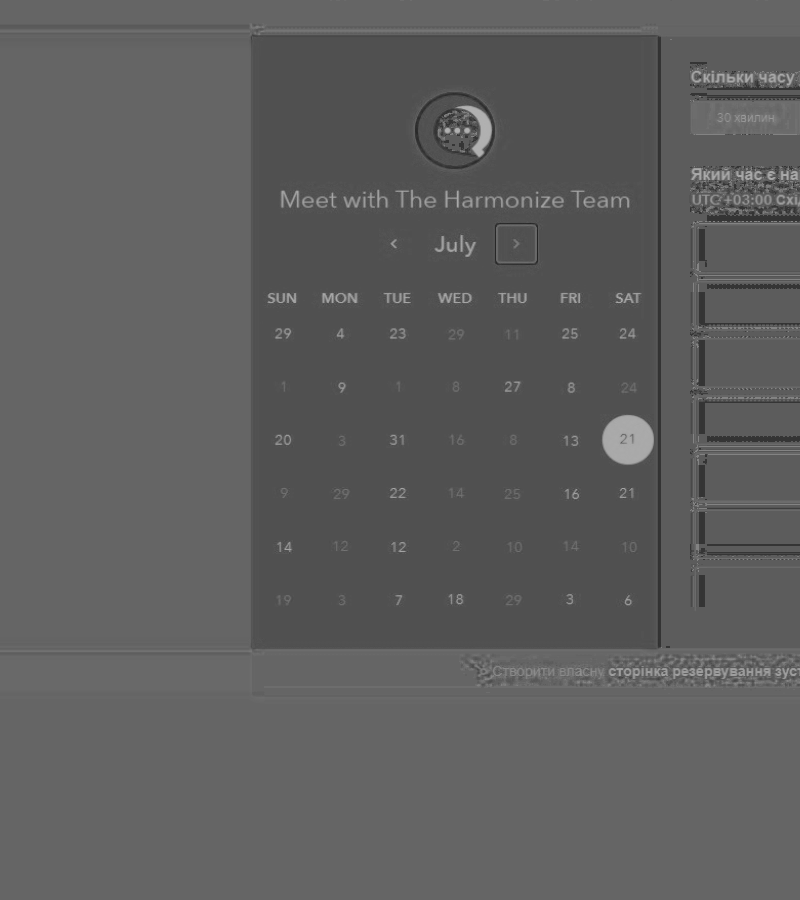 Meet with The Harmonize Team
July
SUN MON TUE WED THU FRI SAT
29 4 23 29 11 25 24
1 9 1 8 27 8 24
20 3 31 16 8 13 21
9 29 22 14 25 16 21
14 12 12 2 10 14 10
19 3 7 18 29 3 6
Скільки часу
30 хвилин
Який час є на
UTC +03:00 Схі
Створити власну сторінка резервування зуст